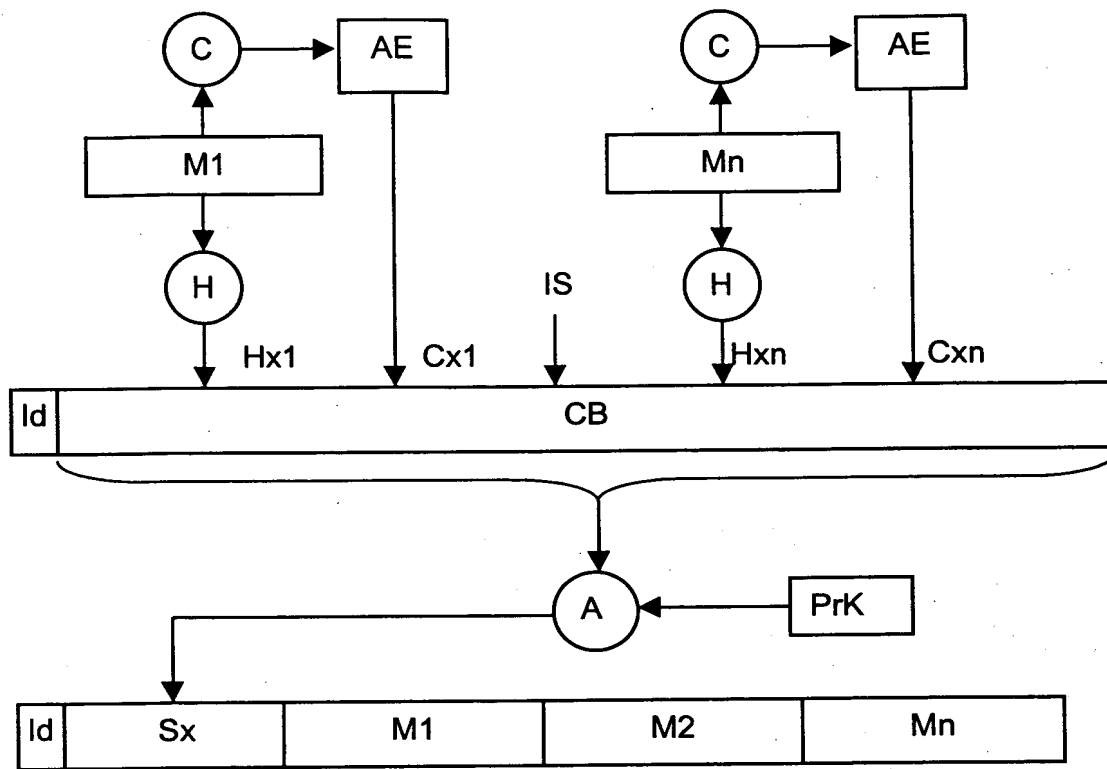 C AE C AE
M1 Mn
H H
IS
Hx1 Cx1 Hxn Cxn
Id CB
A PrK
Id Sx M1 M2 Mn